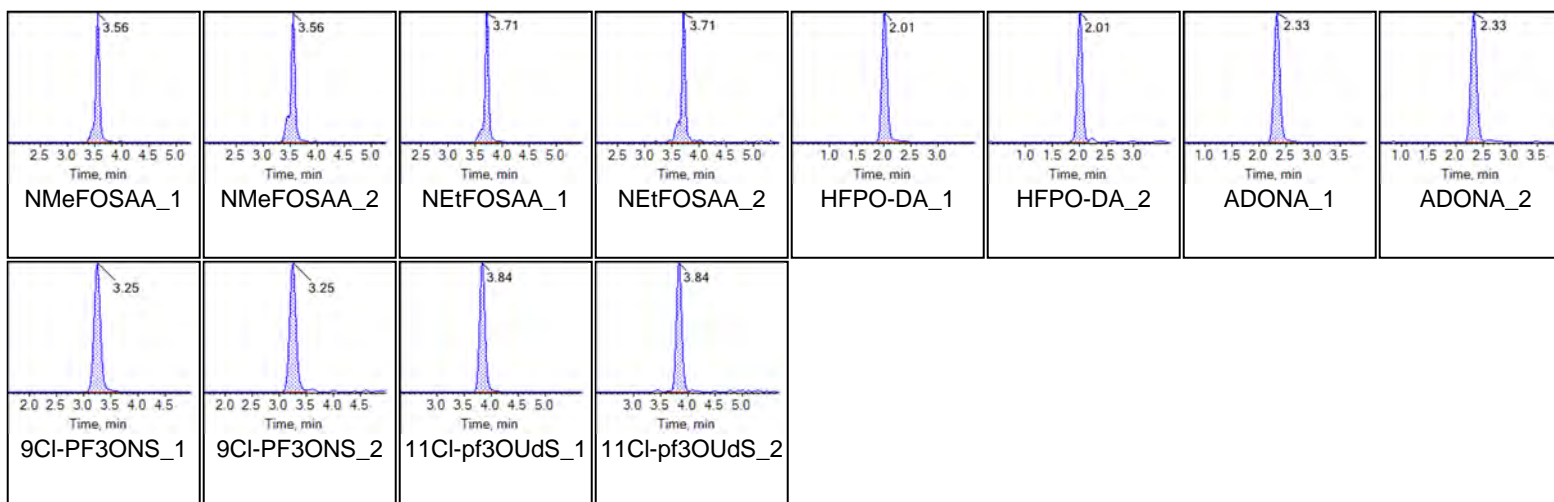 3.56
2.5 3.0 3.5 4.0 4.5 5.0
Time, min
NMeFOSAA_1
3.56
2.5 3.0 3.5 4.0 4.5 5.0
Time, min
NMeFOSAA_2
3.71
2.5 3.0 3.5 4.0 4.5 5.0
Time, min
NEtFOSAA_1
3.71
2.5 3.0 3.5 4.0 4.5 5.0
Time, min
NEtFOSAA_2
2.01
1.0 1.5 2.0 2.5 3.0
Time, min
HFPO-DA_1
2.01
1.0 1.5 2.0 2.5 3.0
Time, min
HFPO-DA_2
2.33
1.0 1.5 2.0 2.5 3.0 3.5
Time, min
ADONA_1
2.33
1.0 1.5 2.0 2.5 3.0 3.5
Time, min
ADONA_2
3.25
2.0 2.5 3.0 3.5 4.0 4.5
Time, min
9Cl-PF3ONS_1
3.25
2.0 2.5 3.0 3.5 4.0 4.5
Time, min
9Cl-PF3ONS_2
3.84
3.0 3.5 4.0 4.5 5.0
Time, min
11Cl-pf3OUdS_1
3.84
3.0 3.5 4.0 4.5 5.0
Time, min
11Cl-pf3OUdS_2